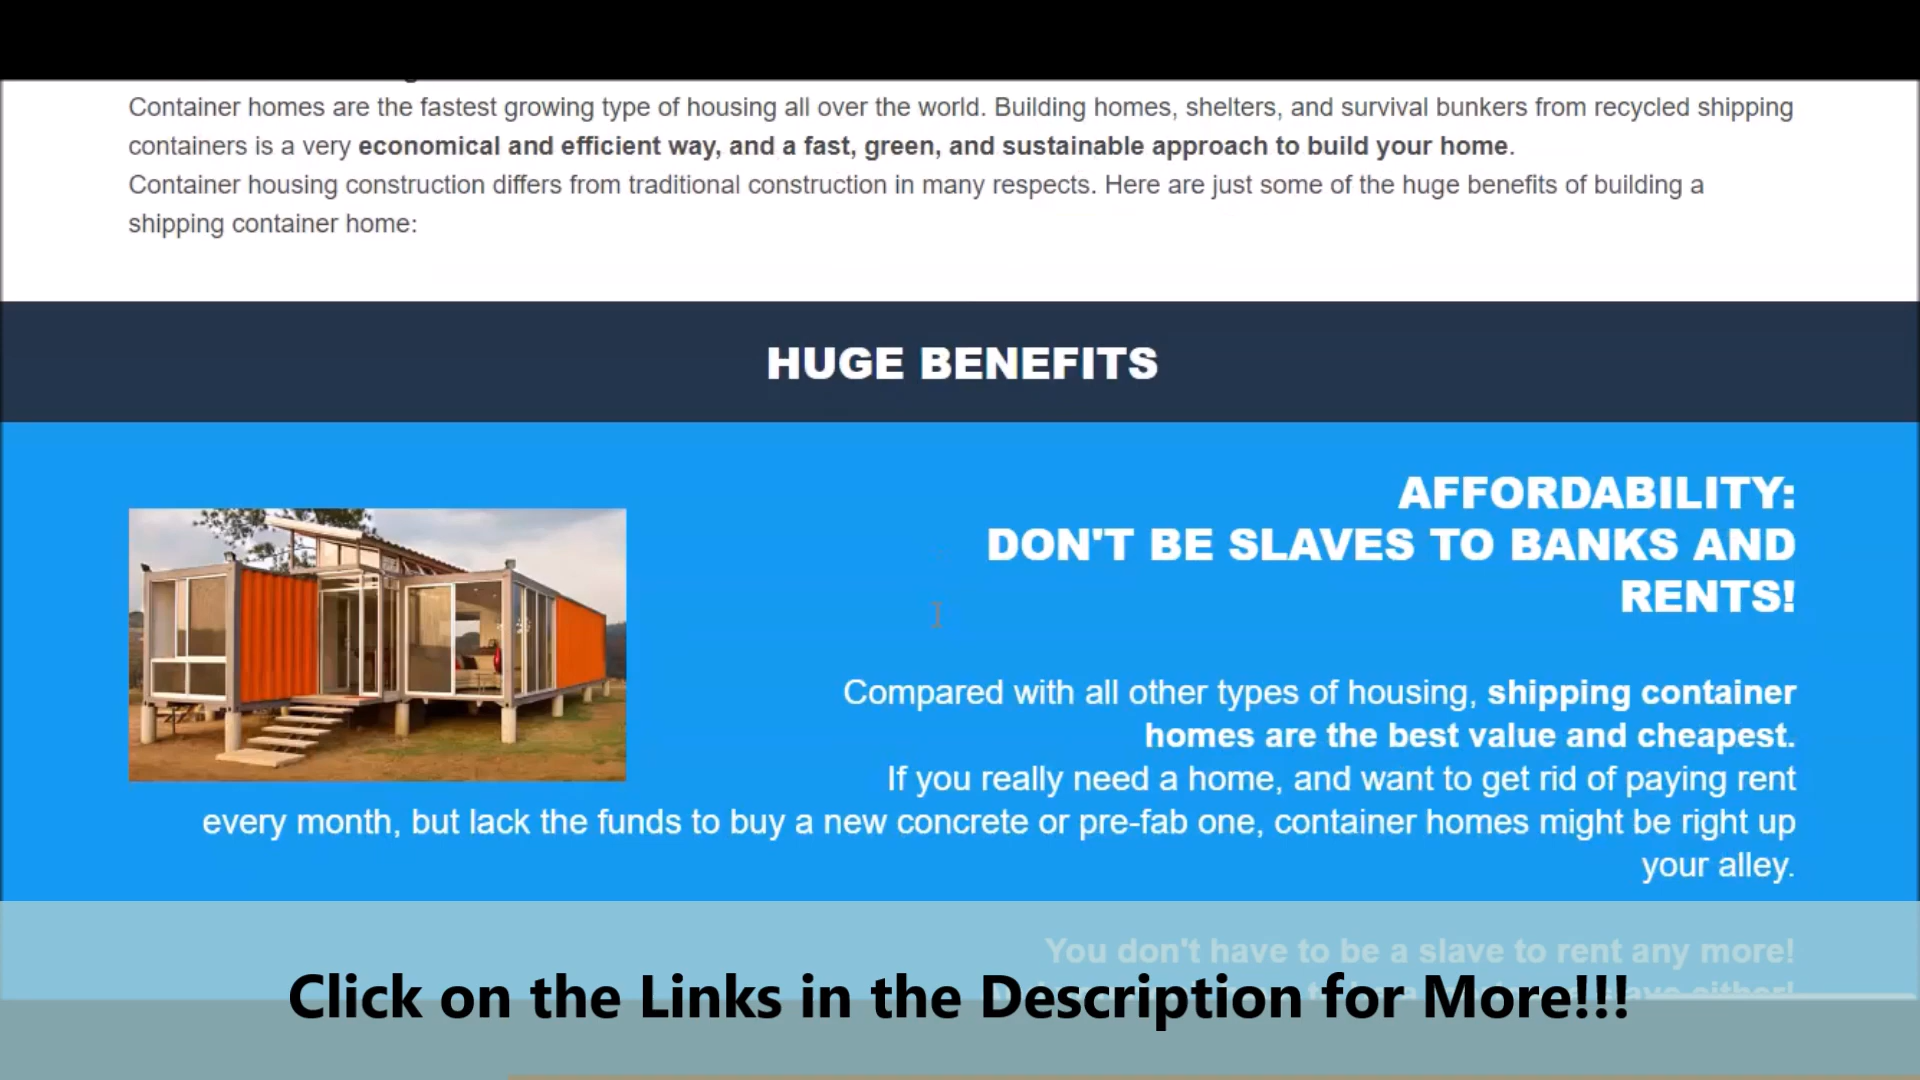 Container homes are the fastest growing type of housing all over the world. Building homes, shelters, and survival bunkers from recycled shipping
containers is a very economical and efficient way, and a fast, green, and sustainable approach to build your home.
Container housing construction differs from traditional construction in many respects. Here are just some of the huge benefits of building a
shipping container home:
HUGE BENEFITS
AFFORDABILITY:
DON'T BE SLAVES TO BANKS AND
RENTS!
Compared with all other types of housing, shipping container
homes are the best value and cheapest.
If you really need a home, and want to get rid of paying rent
every month, but lack the funds to buy a new concrete or pre-fab one, container homes might be right up
your alley.
You don't have to be a slave to rent any more!
Click on the Links in the Description for More!!!